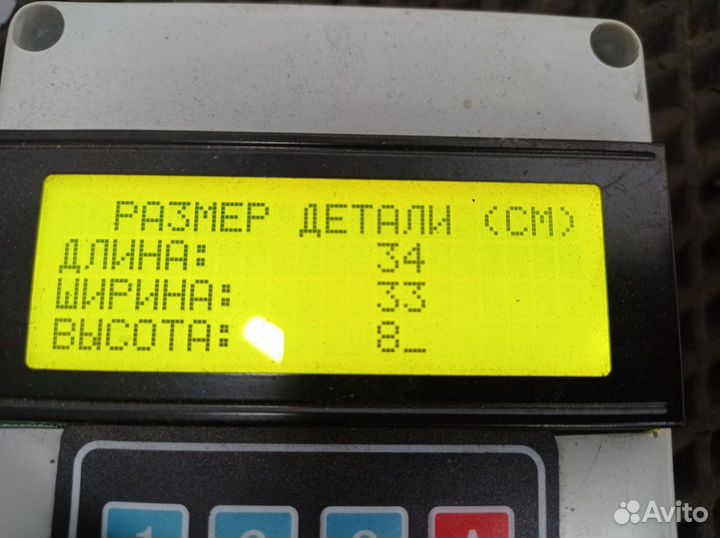 РАЗМЕР ДЕТАЛИ (СМ)
ДЛИНА: 34
ШИРИНА: 33
ВЫСОТА: 8_
Avito